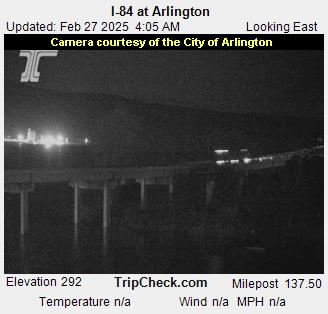 I-84 at Arlington
Updated: Feb 27 2025 4:05 AM Looking East
Camera courtesy of the City of Arlington
Elevation 292 TripCheck.com Milepost 137.50
Temperature n/a Wind n/a MPH n/a